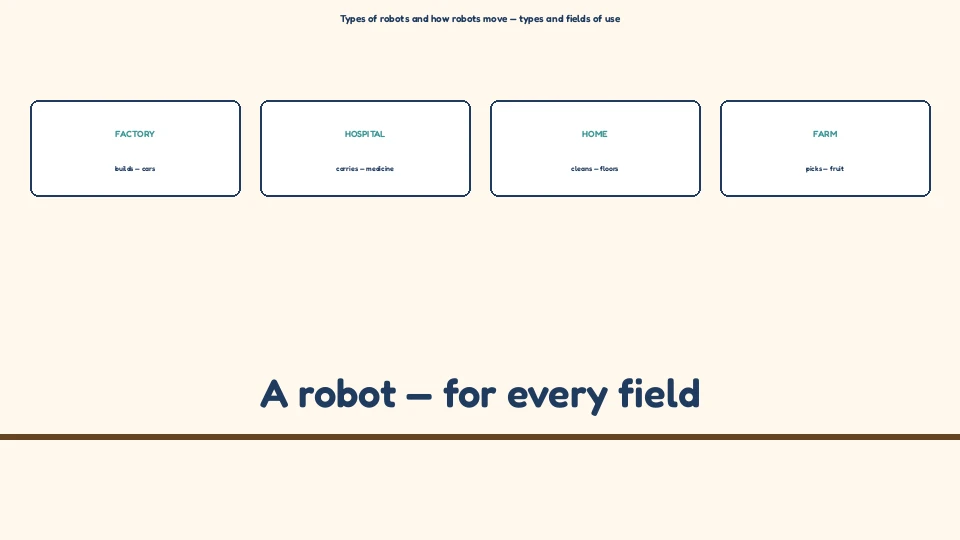 Types of robots and how robots move — types and fields of use
FACTORY
builds — cars
HOSPITAL
carries — medicine
HOME
cleans — floors
FARM
picks — fruit
A robot — for every field